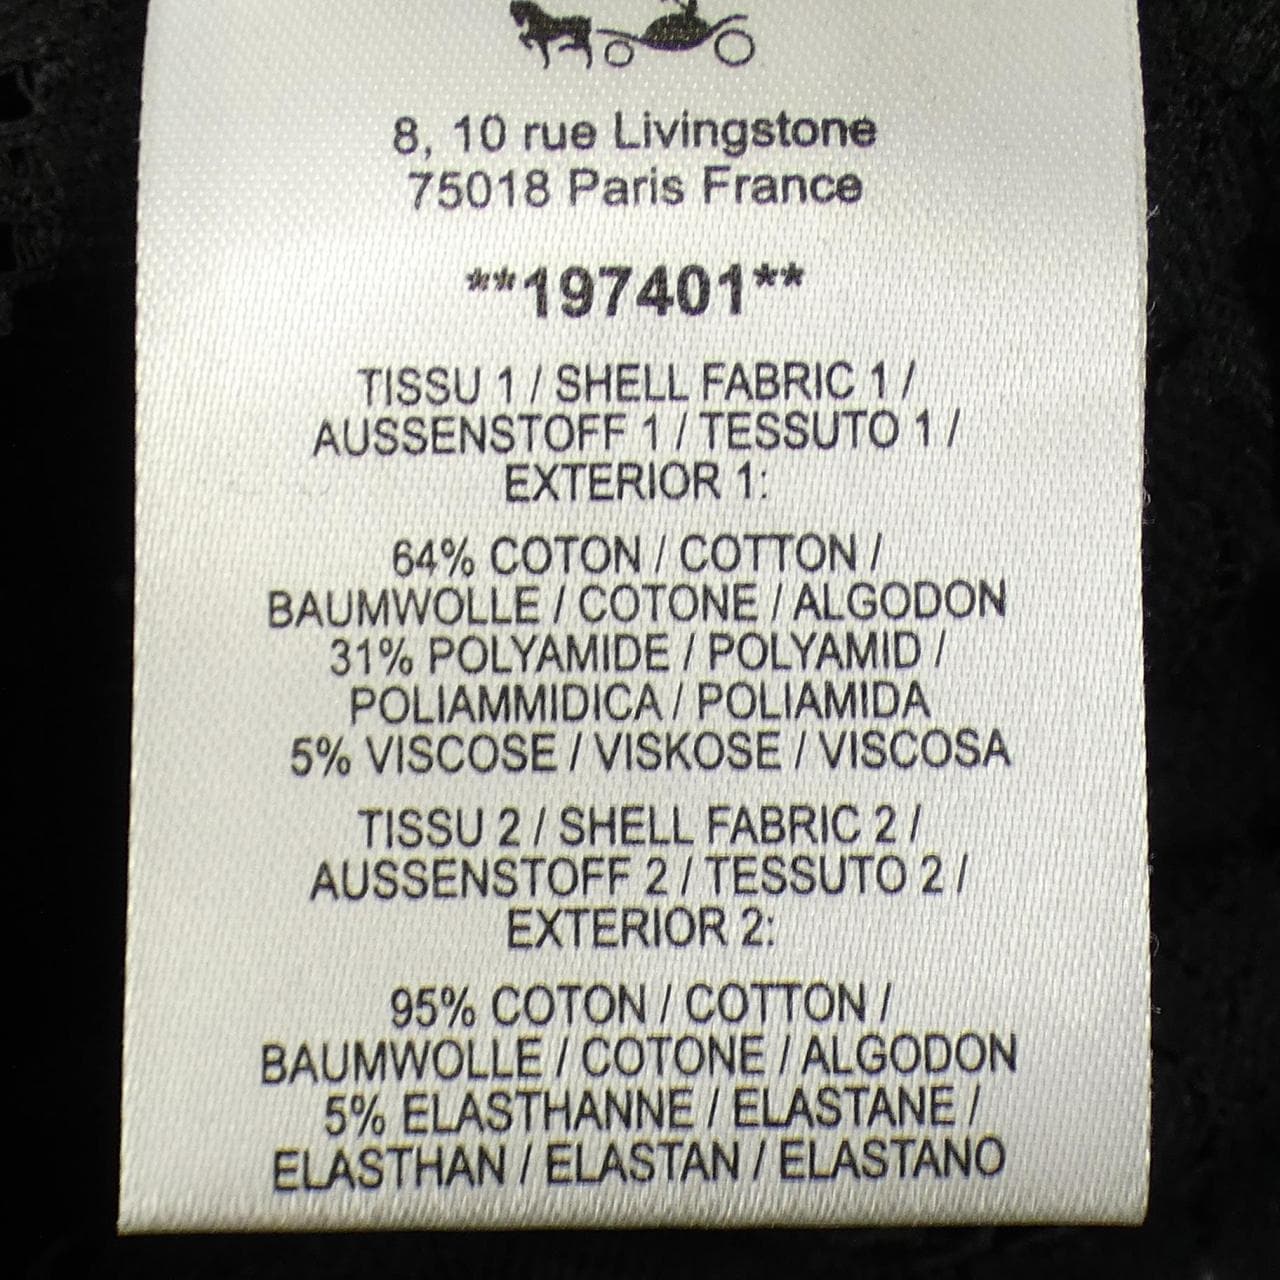 8, 10 rue Livingstone
75018 Paris France
**197401**
TISSU 1 / SHELL FABRIC 1 /
AUSSENSTOFF 1 / TESSUTO 1 /
EXTERIOR 1:
64% COTON / COTTON /
BAUMWOLLE / COTONE / ALGODON
31% POLYAMIDE / POLYAMID /
POLIAMMIDICA / POLIAMIDA
5% VISCOSE / VISKOSE / VISCOSA
TISSU 2 / SHELL FABRIC 2 /
AUSSENSTOFF 2 / TESSUTO 2 /
EXTERIOR 2:
95% COTON / COTTON /
BAUMWOLLE / COTONE / ALGODON
5% ELASTHANNE / ELASTANE /
ELASTHAN / ELASTAN / ELASTANO